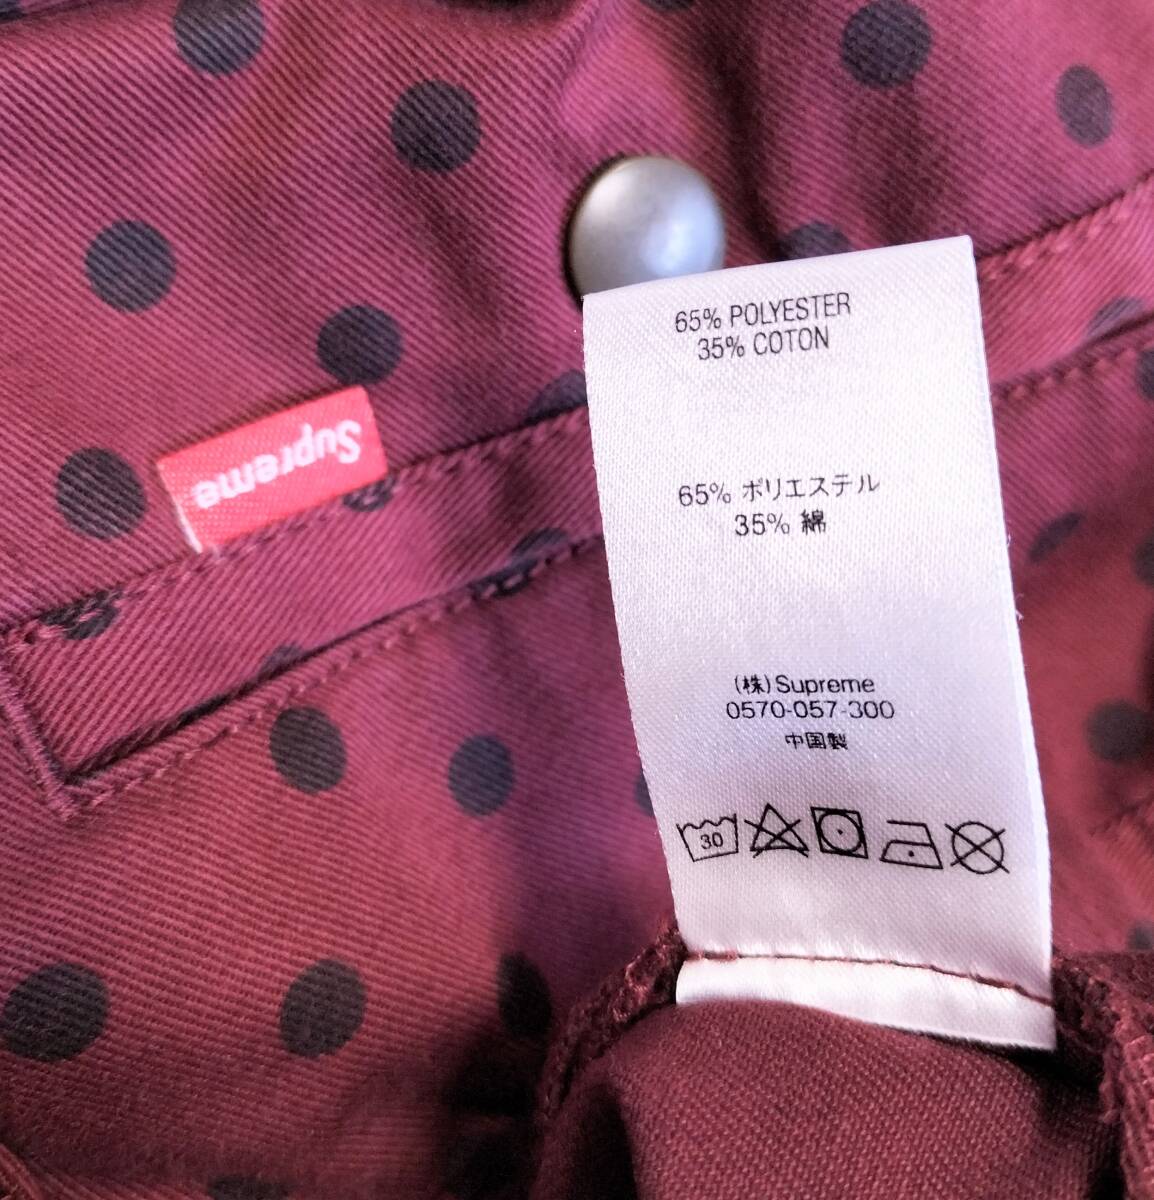 65% POLYESTER
35% COTON
65% ポリエステル
35% 綿
(株)Supreme
0570-057-300
中国製
30
Supreme